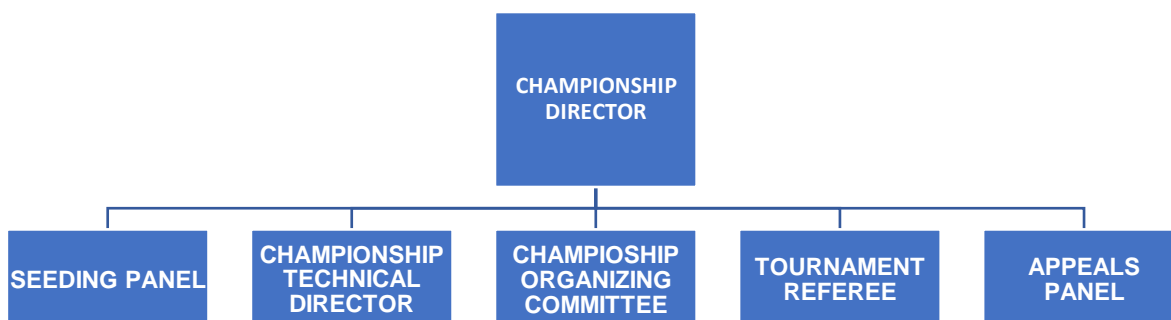 CHAMPIONSHIP
DIRECTOR
SEEDING PANEL
CHAMPIONSHIP
TECHNICAL
DIRECTOR
CHAMPIOSHIP
ORGANIZING
COMMITTEE
TOURNAMENT
REFEREE
APPEALS
PANEL